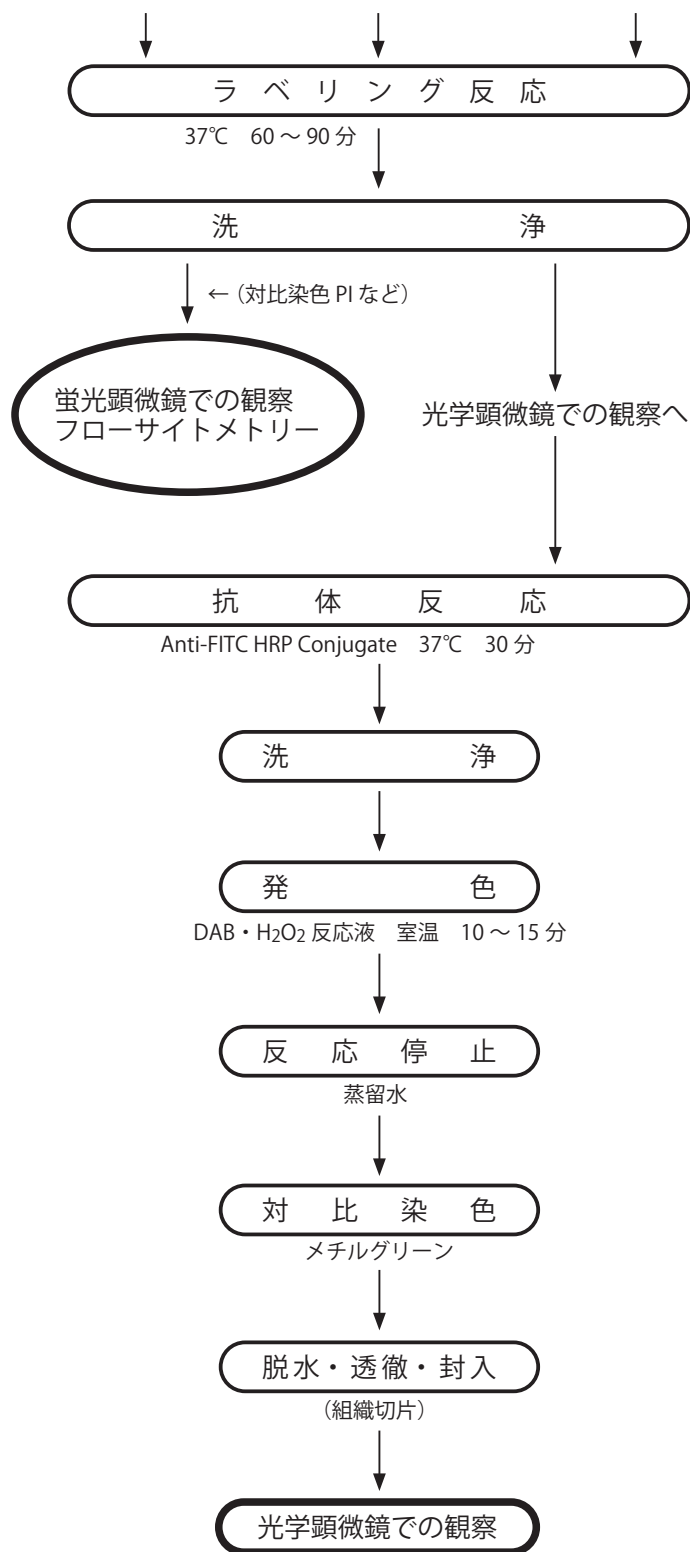 ラベリング反応
37℃　60～90分
洗浄
←（対比染色 PI など）
蛍光顕微鏡での観察
フローサイトメトリー
光学顕微鏡での観察へ
抗体反応
Anti-FITC HRP Conjugate　37℃　30分
洗浄
発色
DAB・H2O2 反応液　室温　10～15分
反応停止
蒸留水
対比染色
メチルグリーン
脱水・透徹・封入
（組織切片）
光学顕微鏡での観察